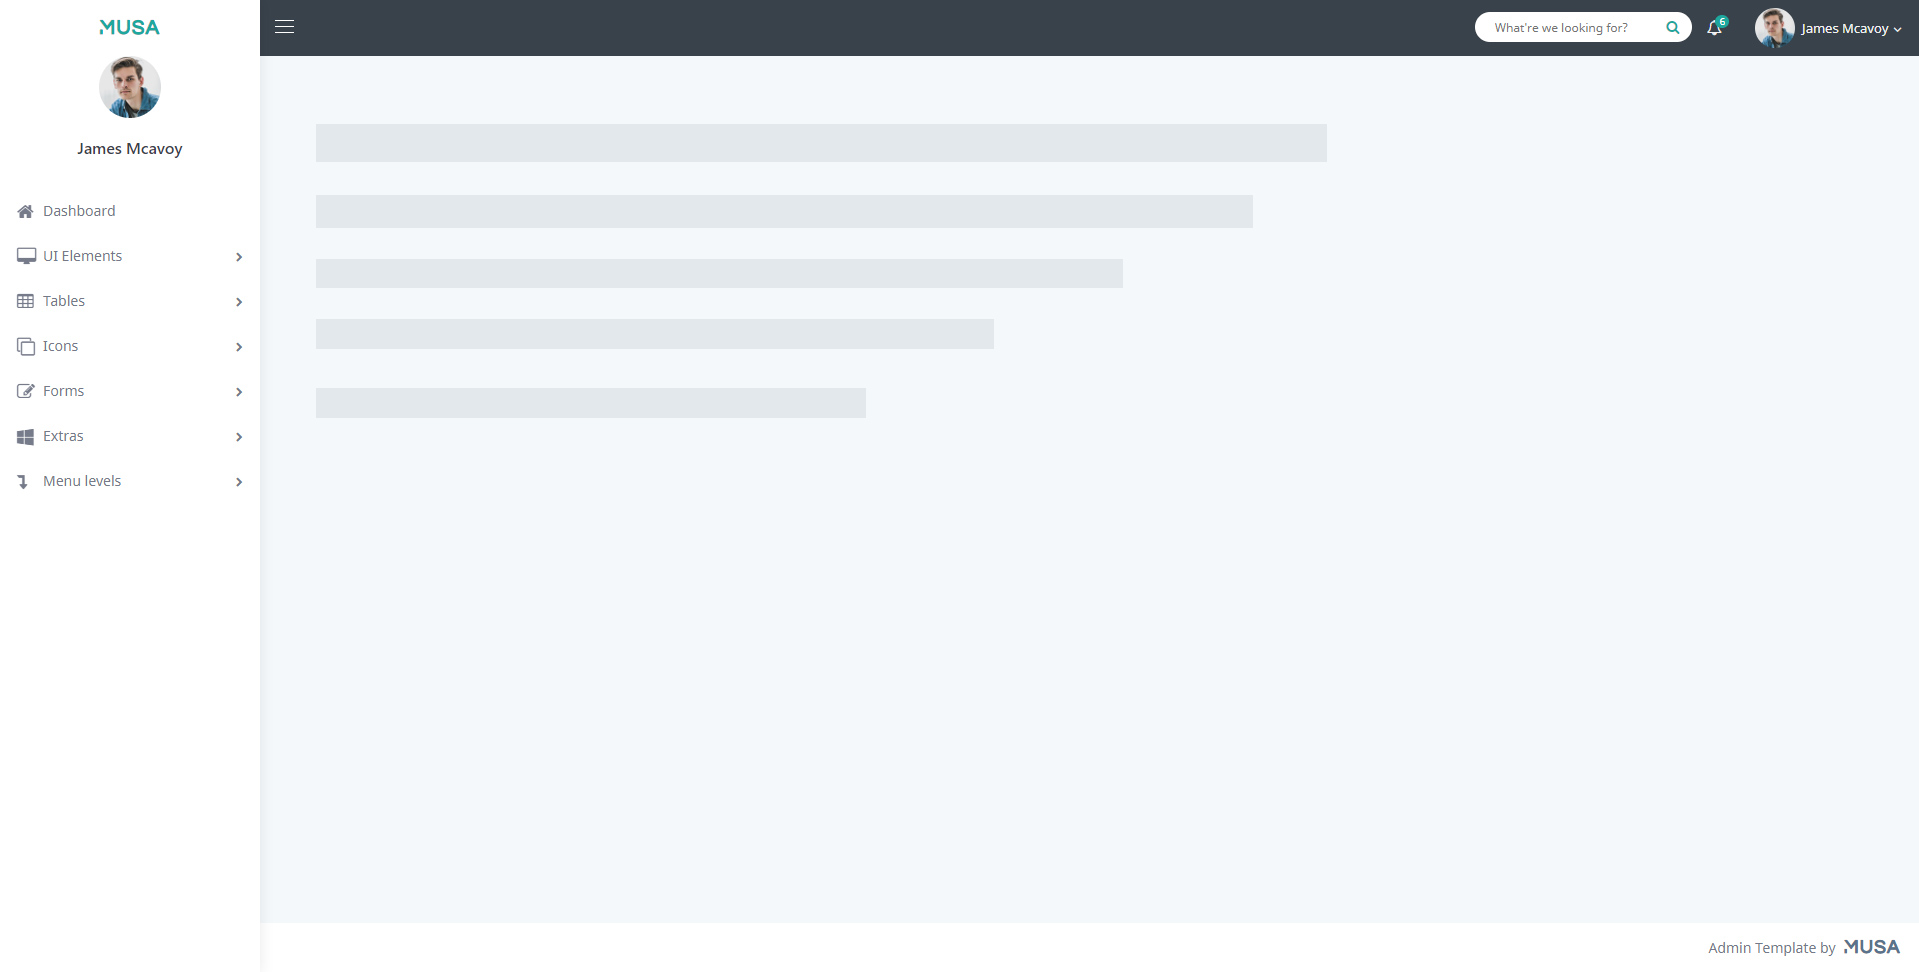 MUSA
What're we looking for?
6
James Mcavoy
James Mcavoy
Dashboard
UI Elements
Tables
Icons
Forms
Extras
Menu levels
Admin Template by MUSA